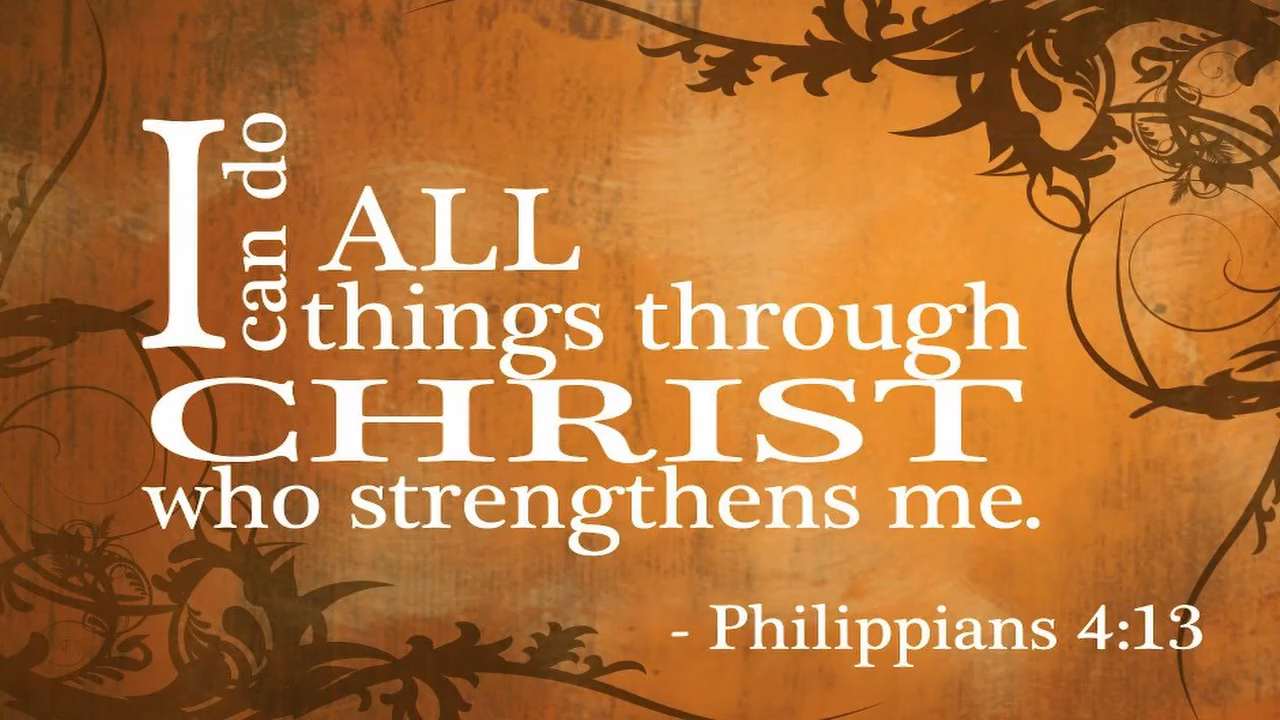 I can do ALL
things through
CHRIST
who strengthens me.
- Philippians 4:13